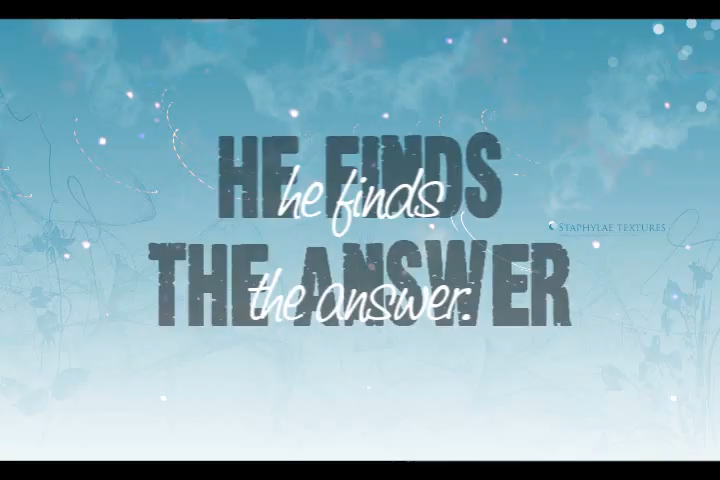 HE FINDS
he finds
THE ANSWER
the answer.
STAPHYLAE TEXTURES